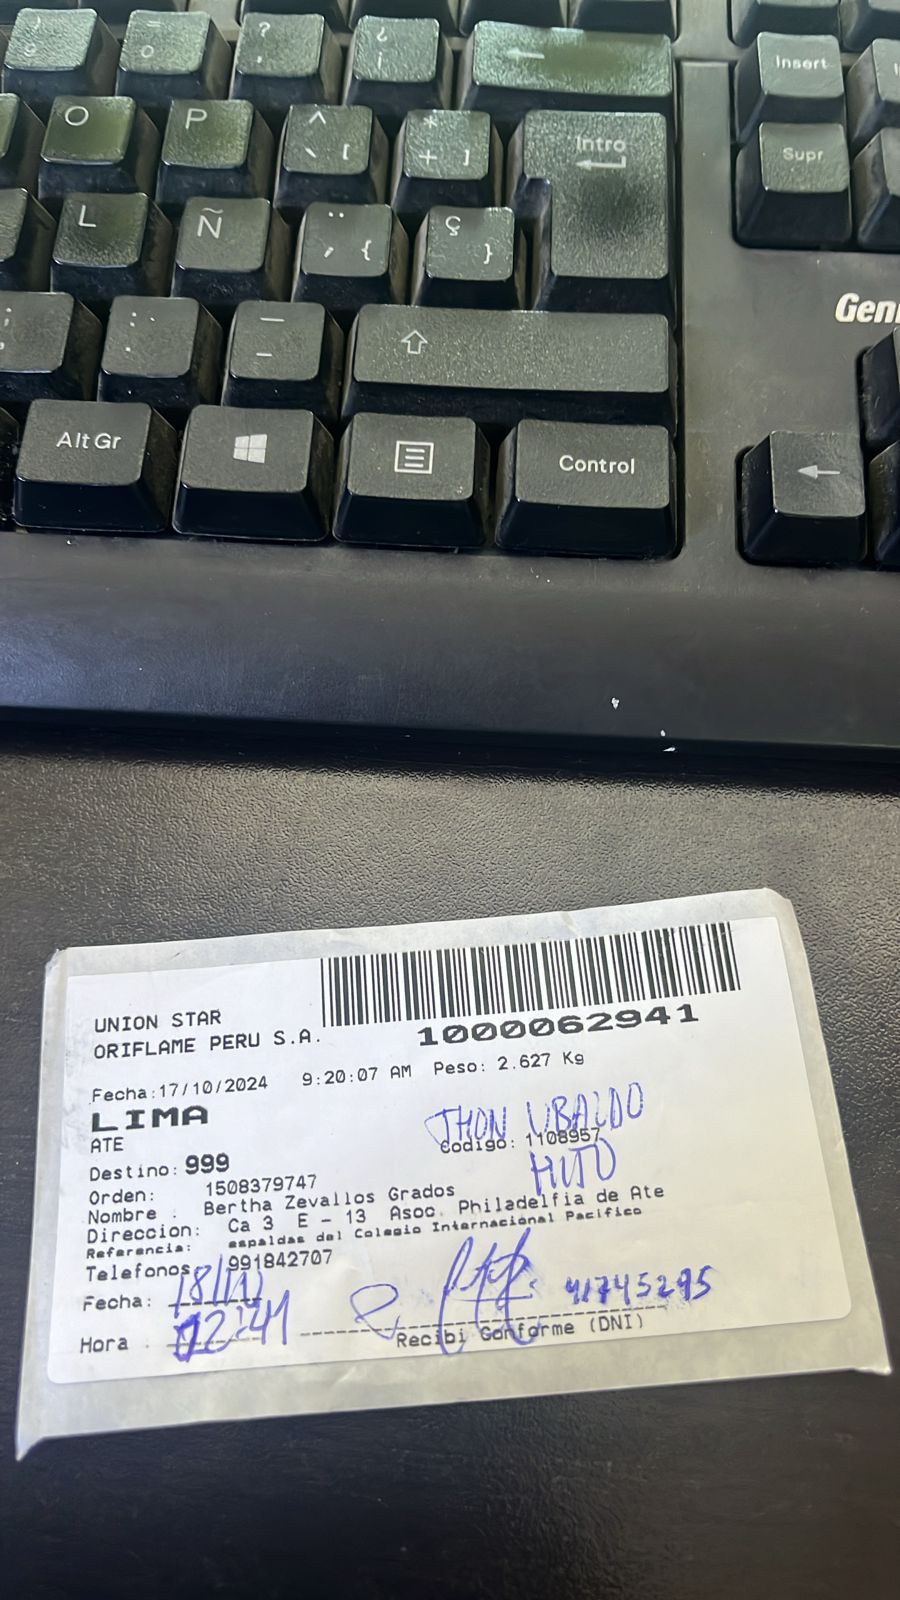 = ? ¿
o ' ¡
O P ^ * Intro Insert
` [ + ] Supr
L Ñ ¨ ç
´ { }
; : _
, . -
Geni
Alt Gr Control
UNION STAR
ORIFLAME PERU S.A.
1000062941
Fecha:17/10/2024 9:20:07 AM Peso: 2.627 Kg
LIMA
JHON UBALDO
ATE
Codigo: 1108957
Destino: 999
HIJO
Orden: 1508379747
Nombre : Bertha Zevallos Grados
Direccion: Ca 3 E - 13 Asoc. Philadelfia de Ate
Referencia: espaldas del Colegio Internacional Pacifico
Telefonos 991842707
Fecha: 18/10
41745295
Hora . 12:41
Recibi Conforme (DNI)